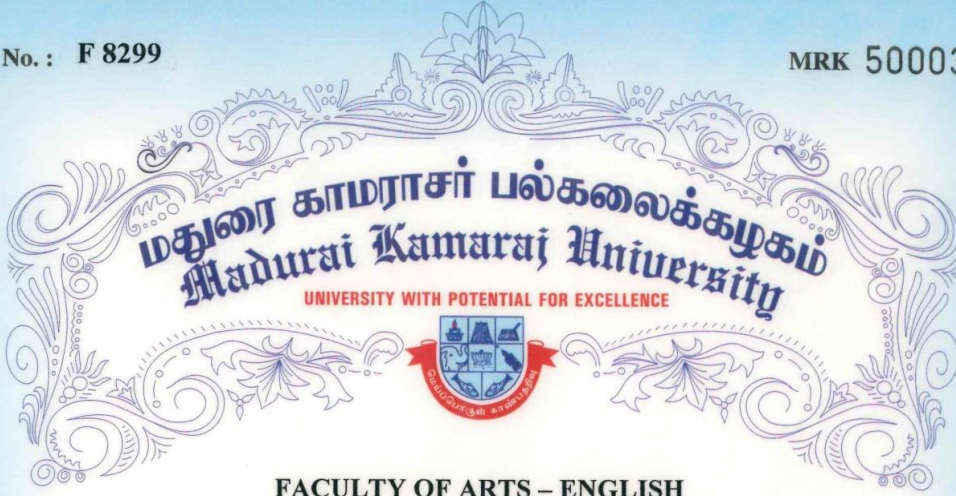 No. : F 8299
MRK 50003
மதுரை காமராசர் பல்கலைக்கழகம்
Madurai Kamaraj University
UNIVERSITY WITH POTENTIAL FOR EXCELLENCE
FACULTY OF ARTS – ENGLISH